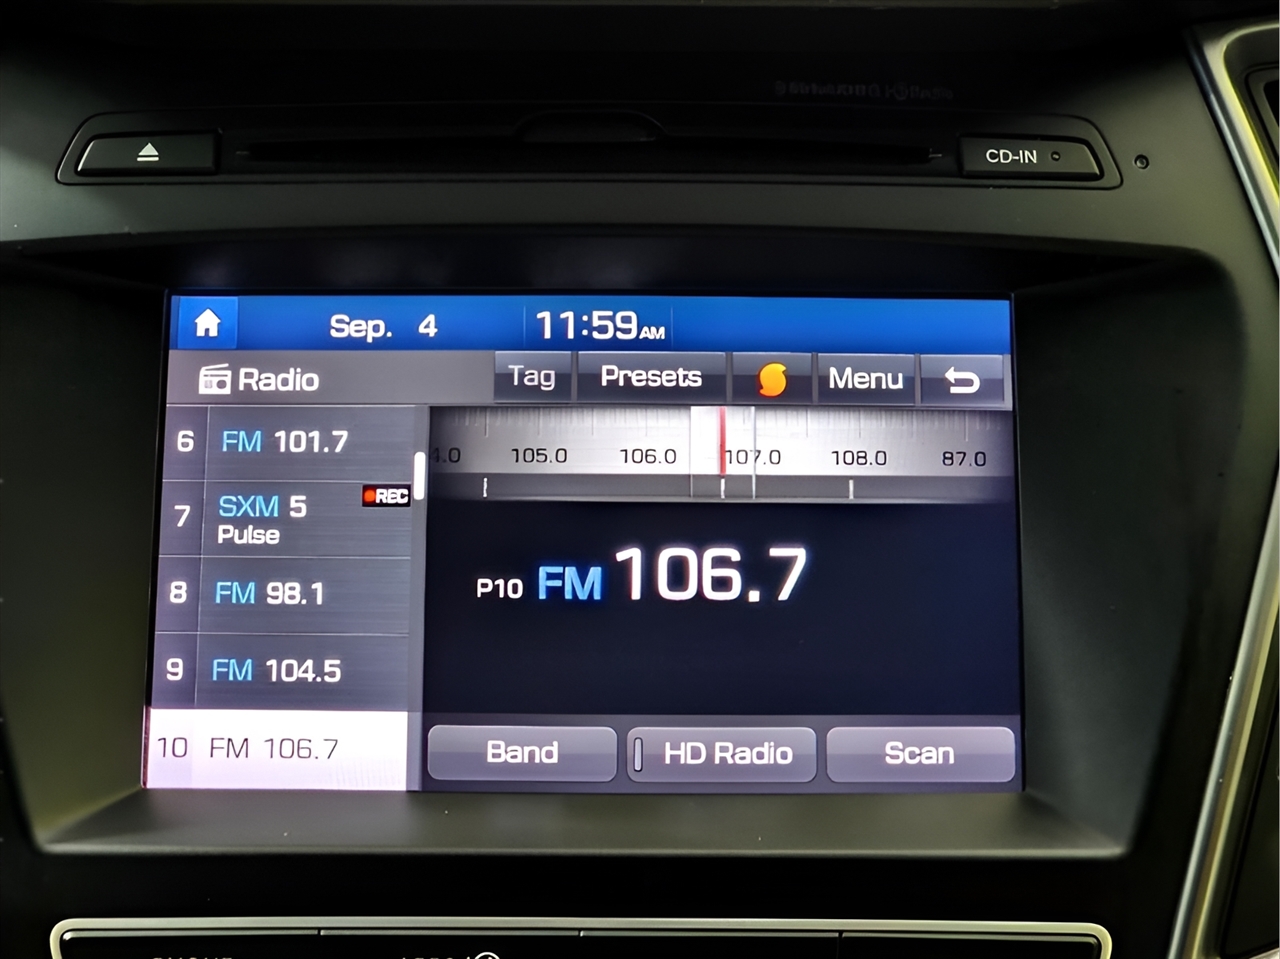 CD-IN
Sep. 4 11:59AM
Radio Tag Presets Menu
6 FM 101.7
7 SXM 5 REC
Pulse
8 FM 98.1
9 FM 104.5
10 FM 106.7
105.0 106.0 107.0 108.0 87.0
P10 FM 106.7
Band HD Radio Scan